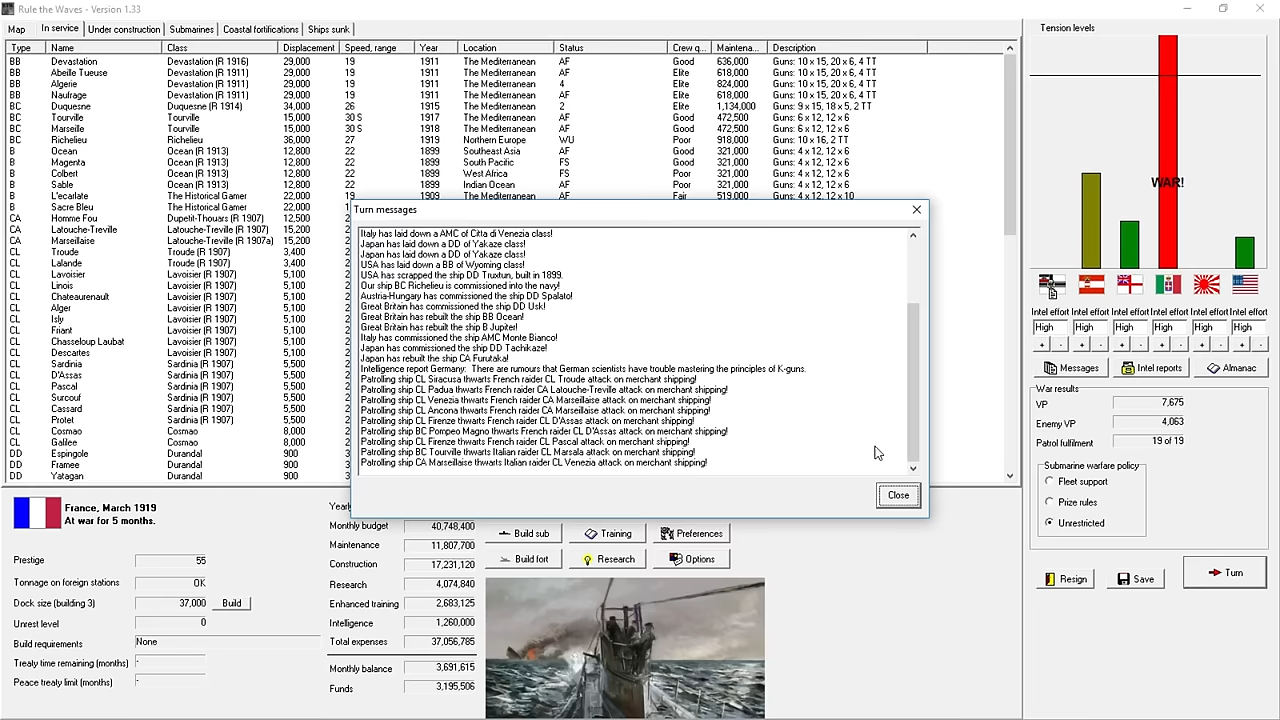 Rule the Waves - Version 1.33
Map In service Under construction Submarines Coastal fortifications Ships sunk
Type Name Class Displacement Speed, range Year Location Status Crew q... Maintena... Description
BB Devastation Devastation (R 1916) 29,000 19 1911 The Mediterranean AF Good 636,000 Guns: 10 x 15, 20 x 6, 4 TT
BB Abeille Tueuse Devastation (R 1911) 29,000 19 1911 The Mediterranean AF Elite 618,000 Guns: 10 x 15, 20 x 6, 4 TT
BB Algerie Devastation (R 1911) 29,000 19 1911 The Mediterranean 4 Elite 824,000 Guns: 10 x 15, 20 x 6, 4 TT
BB Naufrage Devastation (R 1911) 29,000 19 1911 The Mediterranean AF Elite 618,000 Guns: 10 x 15, 20 x 6, 4 TT
BC Duquesne Duquesne (R 1914) 34,000 26 1915 The Mediterranean 2 Elite 1,134,000 Guns: 9 x 15, 18 x 5, 2 TT
BC Tourville Tourville 15,000 30 S 1917 The Mediterranean AF Good 472,500 Guns: 6 x 12, 12 x 6
BC Marseille Tourville 15,000 30 S 1918 The Mediterranean AF Good 472,500 Guns: 6 x 12, 12 x 6
BC Richelieu Richelieu 36,000 27 1919 Northern Europe WU Poor 918,000 Guns: 10 x 16, 2 TT
B Ocean Ocean (R 1913) 12,800 22 1899 Southeast Asia AF Good 321,000 Guns: 4 x 12, 12 x 6
B Magenta Ocean (R 1913) 12,800 22 1899 South Pacific FS Good 321,000 Guns: 4 x 12, 12 x 6
B Colbert Ocean (R 1913) 12,800 22 1899 West Africa FS Poor 321,000 Guns: 4 x 12, 12 x 6
B Sable Ocean (R 1913) 12,800 22 1899 Indian Ocean AF Poor 321,000 Guns: 4 x 12, 12 x 6
B L'ecarlate The Historical Gamer 22,000 19 1909 The Mediterranean AF Fair 519,000 Guns: 4 x 12, 12 x 10
B Sacre Bleu The Historical Gamer 22,000
CA Homme Fou Dupetit-Thouars (R 1907) 12,500 2
CA Latouche-Treville Latouche-Treville (R 1907) 15,200 2
CA Marseillaise Latouche-Treville (R 1907a) 15,200 2
CL Troude Troude (R 1907) 3,400 2
CL Lalande Troude (R 1907) 3,400 2
CL Lavoisier Lavoisier (R 1907) 5,100 2
CL Linois Lavoisier (R 1907) 5,100 2
CL Chateaurenault Lavoisier (R 1907) 5,100 2
CL Alger Lavoisier (R 1907) 5,100 2
CL Isly Lavoisier (R 1907) 5,100 2
CL Friant Lavoisier (R 1907) 5,100 2
CL Chasseloup Laubat Lavoisier (R 1907) 5,100 2
CL Descartes Lavoisier (R 1907) 5,100 2
CL Sardinia Sardinia (R 1907) 5,500 2
CL D'Assas Sardinia (R 1907) 5,500 2
CL Pascal Sardinia (R 1907) 5,500 2
CL Surcouf Sardinia (R 1907) 5,500 2
CL Cassard Sardinia (R 1907) 5,500 2
CL Protet Sardinia (R 1907) 5,500 2
CL Cosmao Cosmao 8,000 2
CL Galilee Cosmao 8,000 2
DD Espingole Durandal 900
DD Framee Durandal 900
DD Yatagan Durandal 900
Turn messages
Italy has laid down a AMC of Citta di Venezia class!
Japan has laid down a DD of Yakaze class!
Japan has laid down a DD of Yakaze class!
USA has laid down a BB of Wyoming class!
USA has scrapped the ship DD Truxtun, built in 1899.
Our ship BC Richelieu is commissioned into the navy!
Austria-Hungary has commissioned the ship DD Spalato!
Great Britain has commissioned the ship DD Usk!
Great Britain has rebuilt the ship BB Ocean!
Great Britain has rebuilt the ship B Jupiter!
Italy has commissioned the ship AMC Monte Bianco!
Japan has commissioned the ship DD Tachikaze!
Japan has rebuilt the ship CA Furutaka!
Intelligence report Germany: There are rumours that German scientists have trouble mastering the principles of K-guns.
Patrolling ship CL Siracusa thwarts French raider CL Troude attack on merchant shipping!
Patrolling ship CL Padua thwarts French raider CA Latouche-Treville attack on merchant shipping!
Patrolling ship CL Venezia thwarts French raider CA Marseillaise attack on merchant shipping!
Patrolling ship CL Ancona thwarts French raider CA Marseillaise attack on merchant shipping!
Patrolling ship CL Firenze thwarts French raider CL D'Assas attack on merchant shipping!
Patrolling ship BC Pompeo Magno thwarts French raider CL D'Assas attack on merchant shipping!
Patrolling ship CL Firenze thwarts French raider CL Pascal attack on merchant shipping!
Patrolling ship BC Tourville thwarts Italian raider CL Marsala attack on merchant shipping!
Patrolling ship CA Marseillaise thwarts Italian raider CL Venezia attack on merchant shipping!
Close
Tension levels
WAR!
Intel effort Intel effort Intel effort Intel effort Intel effort Intel effort
High High High High High High
+ - + - + - + - + - + -
Messages Intel reports Almanac
War results
VP 7,675
Enemy VP 4,063
Patrol fulfilment 19 of 19
Submarine warfare policy
Fleet support
Prize rules
Unrestricted
Resign Save Turn
France, March 1919
At war for 5 months.
Prestige 55
Tonnage on foreign stations OK
Dock size (building 3) 37,000 Build
Unrest level 0
Build requirements None
Treaty time remaining (months) -
Peace treaty limit (months) -
Monthly budget 40,748,400
Maintenance 11,807,700
Construction 17,231,120
Research 4,074,840
Enhanced training 2,683,125
Intelligence 1,260,000
Total expenses 37,056,785
Monthly balance 3,691,615
Funds 3,195,506
Build sub Training Preferences
Build fort Research Options